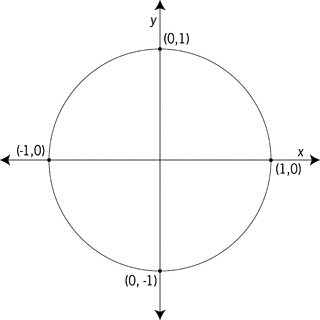 y
(0,1)
(-1,0)
x
(1,0)
(0, -1)